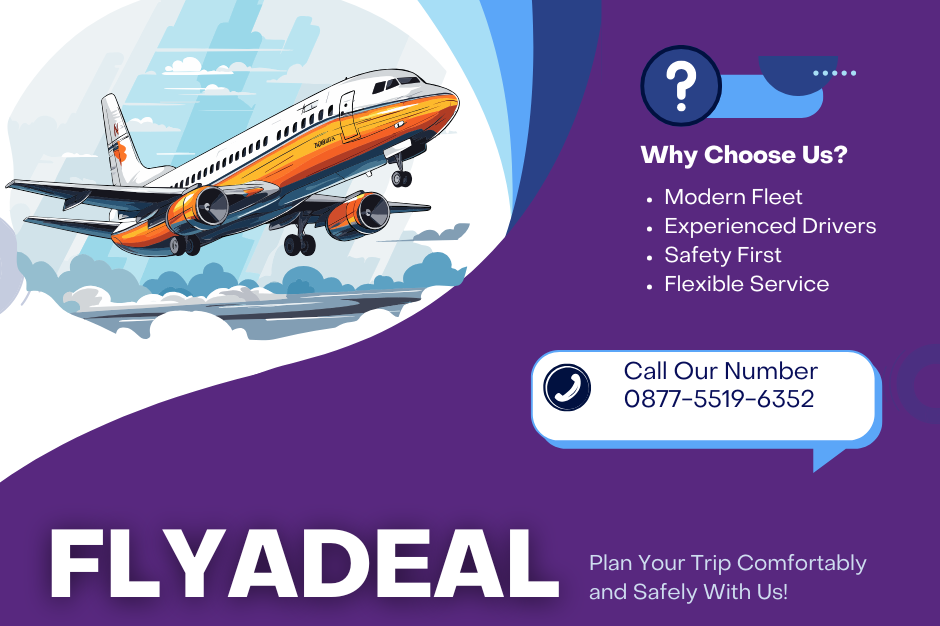 Why Choose Us?
Modern Fleet
Experienced Drivers
Safety First
Flexible Service
Call Our Number
0877-5519-6352
FLYADEAL
Plan Your Trip Comfortably
and Safely With Us!